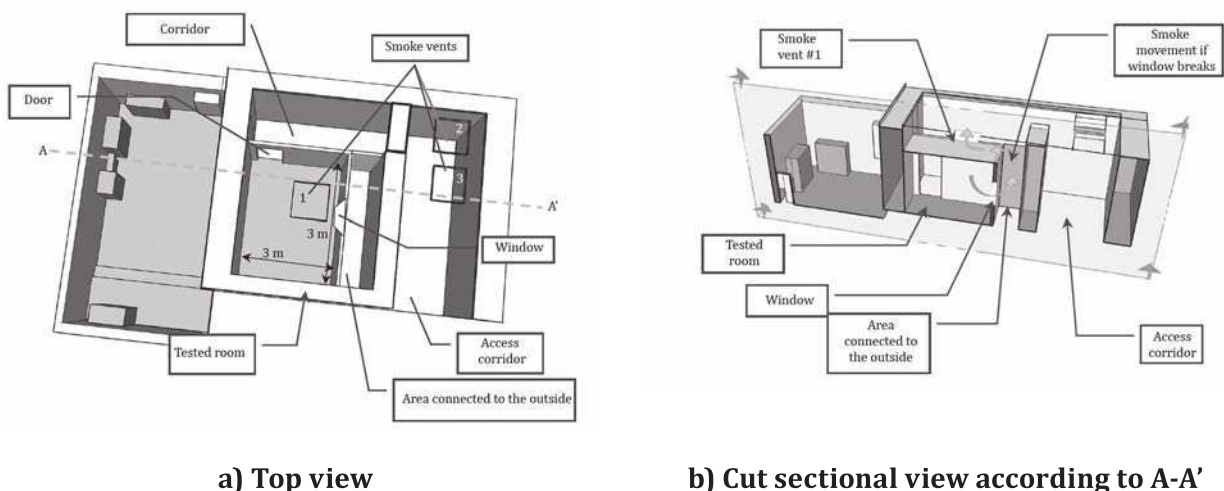 Corridor
Smoke vents
Door
A
1
2
3
A'
3 m
3 m
Window
Tested room
Access
corridor
Area connected to the outside
a) Top view
Smoke
vent #1
Smoke
movement if
window breaks
Tested
room
Window
Area
connected to
the outside
Access
corridor
b) Cut sectional view according to A-A’